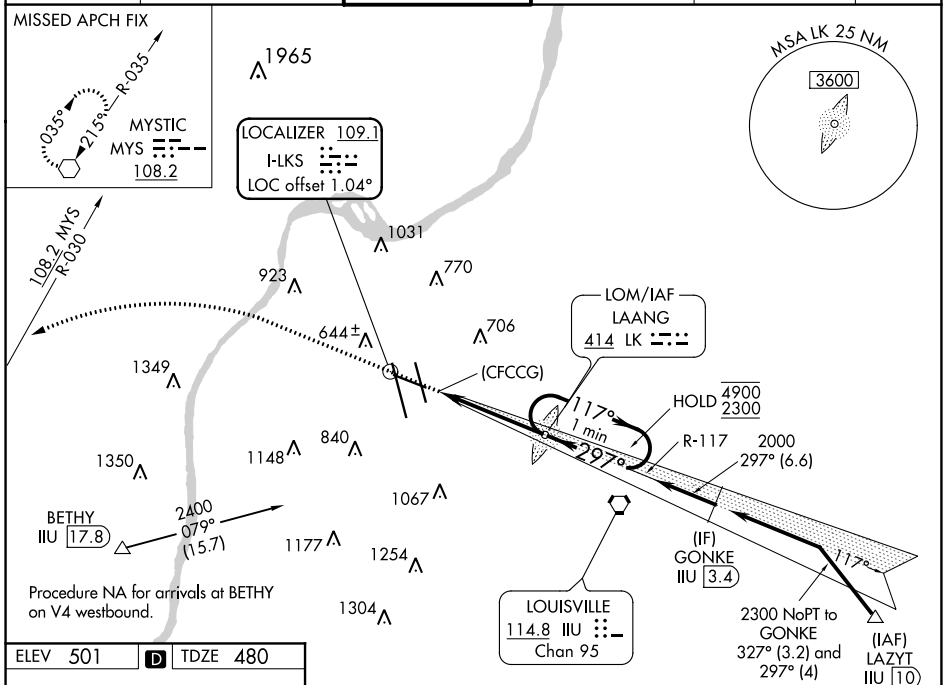 MISSED APCH FIX
R-035
035°
215°
MYSTIC
MYS
108.2
1965
LOCALIZER 109.1
I-LKS
LOC offset 1.04°
MSA LK 25 NM
3600
108.2 MYS
R-030
1031
923
770
644±
706
LOM/IAF
LAANG
414 LK
(CFCCG)
1349
117°
1 min
297°
HOLD 4900
2300
R-117
2000
297° (6.6)
1350
1148
840
1067
BETHY
IIU 17.8
2400
079°
(15.7)
1177
1254
(IF)
GONKE
IIU 3.4
117°
Procedure NA for arrivals at BETHY
on V4 westbound.
1304
LOUISVILLE
114.8 IIU
Chan 95
2300 NoPT to
GONKE
327° (3.2) and
297° (4)
(IAF)
LAZYT
IIU 10
ELEV 501 D TDZE 480